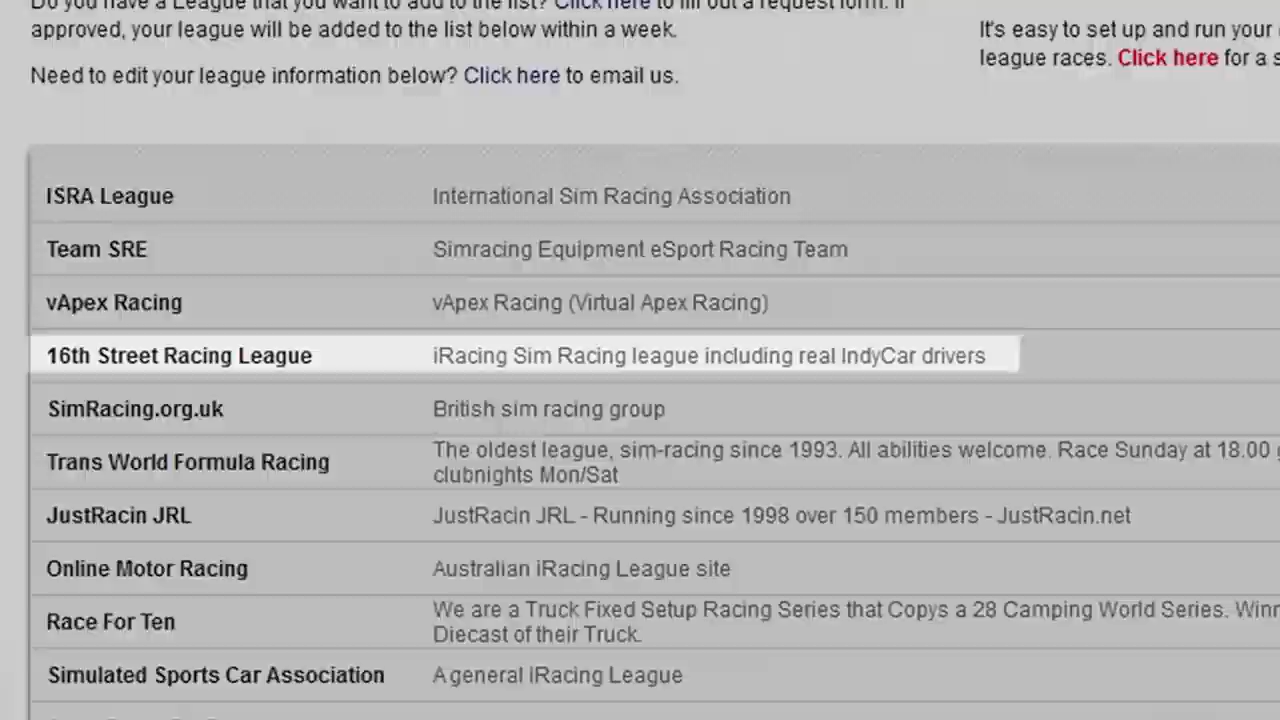 Do you have a League that you want to add to the list? Click here to fill out a request form. If
approved, your league will be added to the list below within a week.
Need to edit your league information below? Click here to email us.
It's easy to set up and run your
league races. Click here for a
ISRA League International Sim Racing Association
Team SRE Simracing Equipment eSport Racing Team
vApex Racing vApex Racing (Virtual Apex Racing)
16th Street Racing League iRacing Sim Racing league including real IndyCar drivers
SimRacing.org.uk British sim racing group
Trans World Formula Racing The oldest league, sim-racing since 1993. All abilities welcome. Race Sunday at 18.00
clubnights Mon/Sat
JustRacin JRL JustRacin JRL - Running since 1998 over 150 members - JustRacin.net
Online Motor Racing Australian iRacing League site
Race For Ten We are a Truck Fixed Setup Racing Series that Copys a 28 Camping World Series.
Diecast of their Truck.
Simulated Sports Car Association A general IRacing League